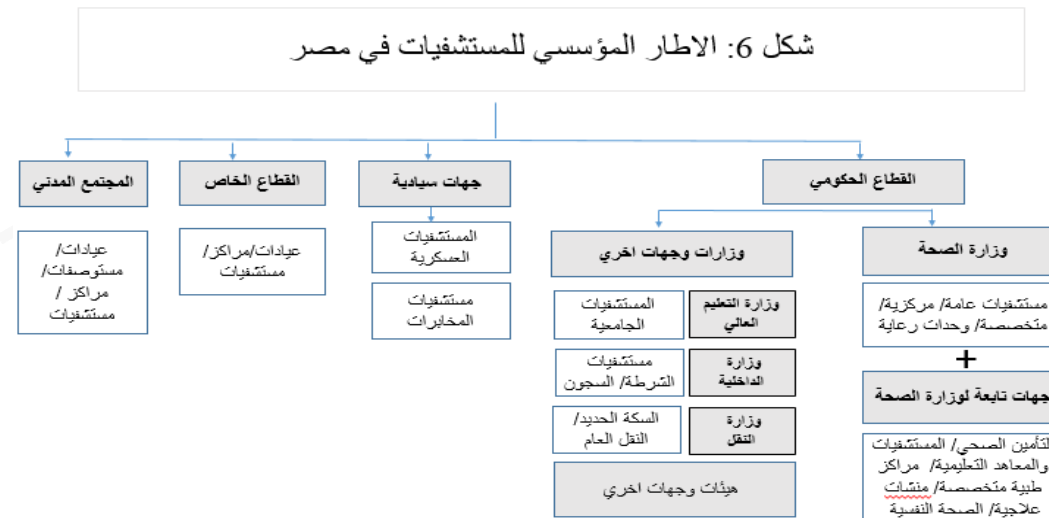 شكل 6: الاطار المؤسسي للمستشفيات في مصر
القطاع الحكومي
جهات سيادية
القطاع الخاص
المجتمع المدني
وزارة الصحة
وزارات وجهات اخري
المستشفيات
العسكرية
عيادات/مراكز/
مستشفيات
عيادات/
مستوصفات/
مراكز /
مستشفيات
مستشفيات عامة/ مركزية/
متخصصة/ وحدات رعاية
+
جهات تابعة لوزارة الصحة
لتأمين الصحي/ المستشفيات
والمعاهد التعليمية/ مراكز
طبية متخصصة/ منشات
علاجية/ الصحة النفسية
وزارة التعليم
العالي
المستشفيات
الجامعية
وزارة
الداخلية
مستشفيات
الشرطة/ السجون
وزارة
النقل
السكة الحديد/
النقل العام
هيئات وجهات اخري
مستشفيات
المخابرات